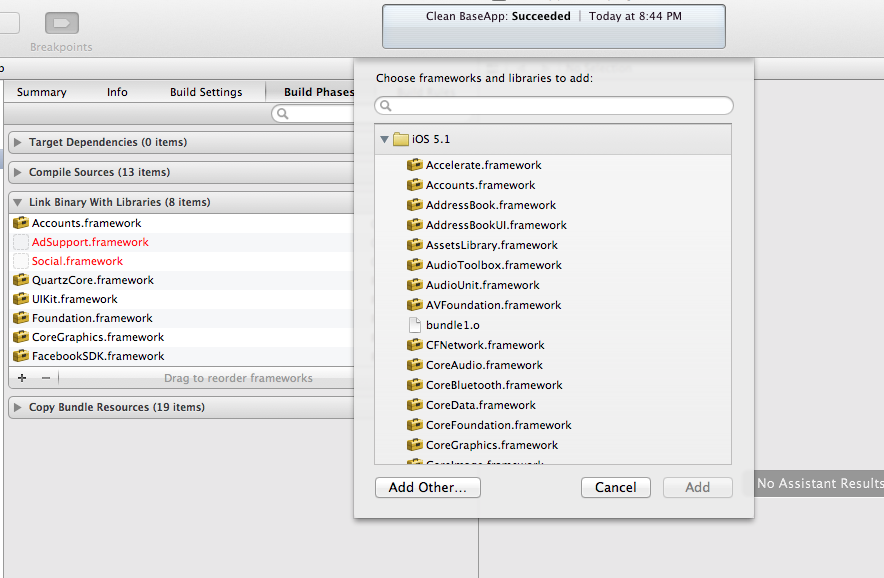 Clean BaseApp: Succeeded | Today at 8:44 PM
Breakpoints
Summary Info Build Settings Build Phases
Target Dependencies (0 items)
Compile Sources (13 items)
Link Binary With Libraries (8 items)
Accounts.framework
AdSupport.framework
Social.framework
QuartzCore.framework
UIKit.framework
Foundation.framework
CoreGraphics.framework
FacebookSDK.framework
+ − Drag to reorder frameworks
Copy Bundle Resources (19 items)
Choose frameworks and libraries to add:
iOS 5.1
Accelerate.framework
Accounts.framework
AddressBook.framework
AddressBookUI.framework
AssetsLibrary.framework
AudioToolbox.framework
AudioUnit.framework
AVFoundation.framework
bundle1.o
CFNetwork.framework
CoreAudio.framework
CoreBluetooth.framework
CoreData.framework
CoreFoundation.framework
CoreGraphics.framework
CoreImage.framework
Add Other... Cancel Add
No Assistant Results